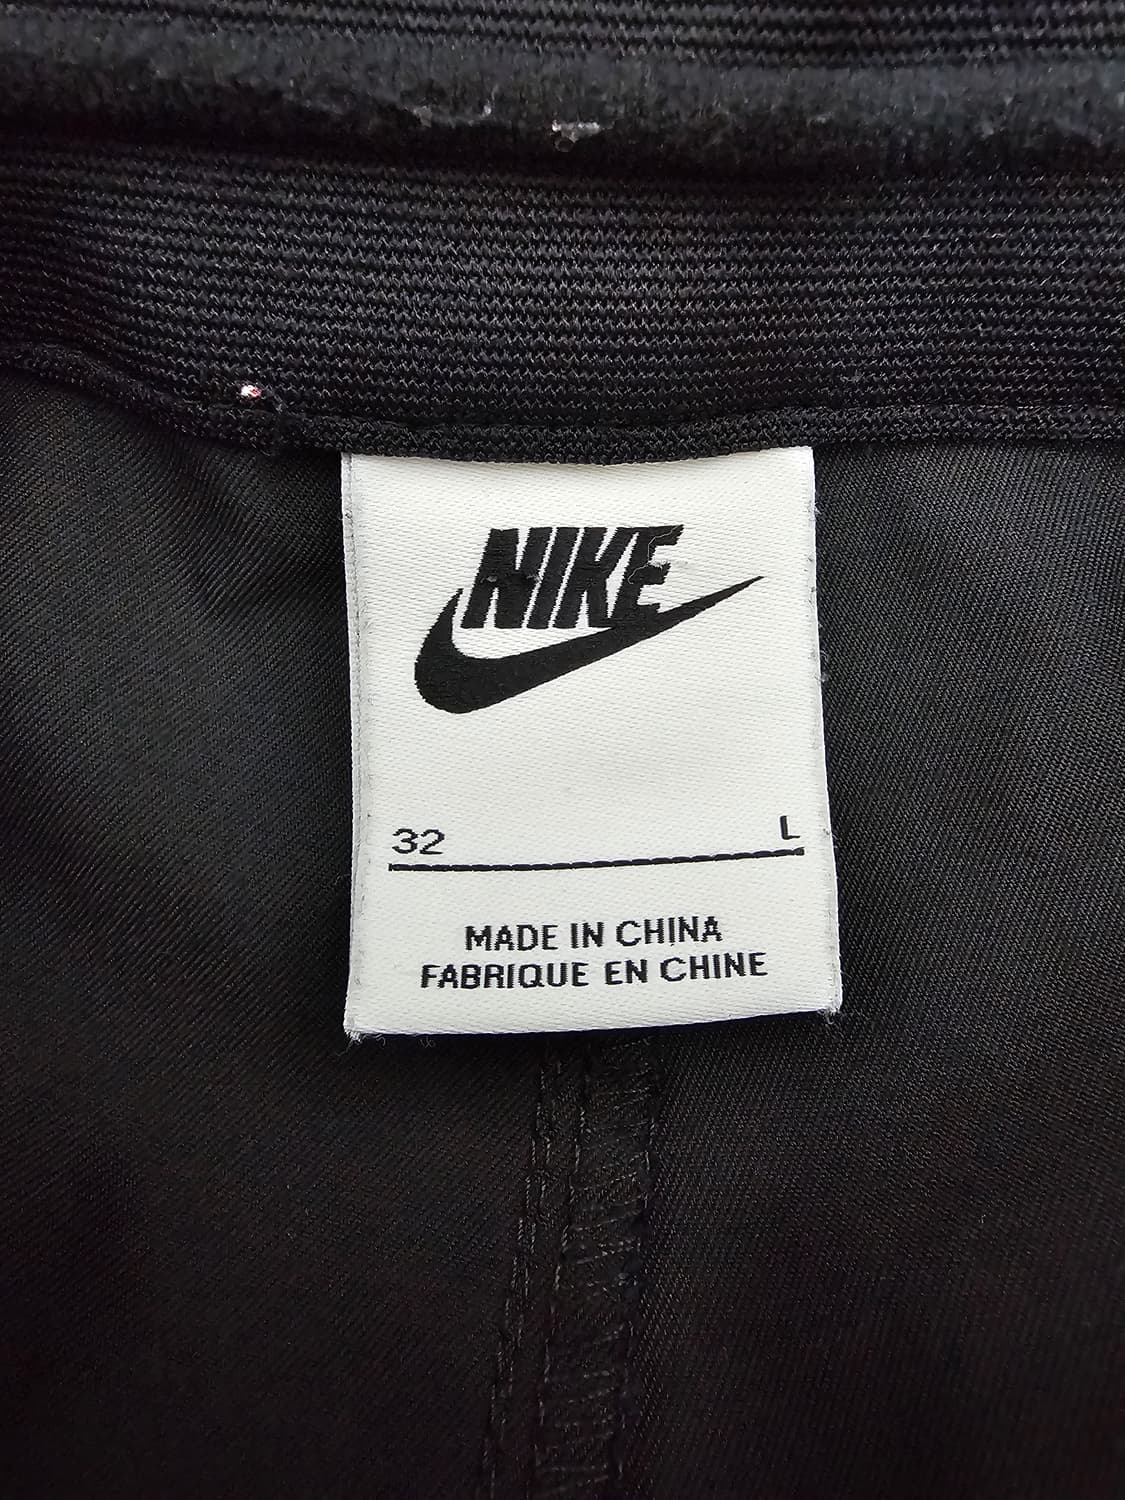 NIKE
32 L
MADE IN CHINA
FABRIQUE EN CHINE